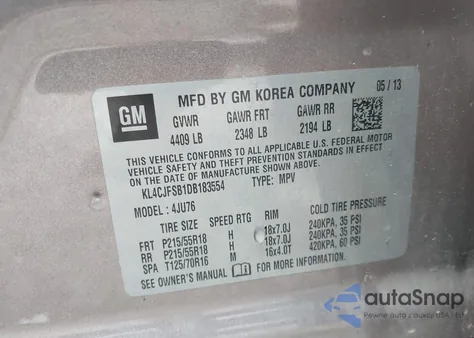 GM
MFD BY GM KOREA COMPANY
05 / 13
GVWR GAWR FRT GAWR RR
4409 LB 2348 LB 2194 LB
THIS VEHICLE CONFORMS TO ALL APPLICABLE U.S. FEDERAL MOTOR
VEHICLE SAFETY AND THEFT PREVENTION STANDARDS IN EFFECT ON
THE DATE OF MANUFACTURE SHOWN ABOVE.
KL4CJFSB1DB183554 TYPE: MPV
MODEL: 4JU76
TIRE SIZE SPEED RTG RIM COLD TIRE PRESSURE
FRT P215/55R18 H 18x7.0J 240KPA, 35 PSI
RR P215/55R18 H 18x7.0J 240KPA, 35 PSI
SPA T125/70R16 M 16x4.0T 420KPA, 60 PSI
SEE OWNER'S MANUAL FOR MORE INFORMATION.
autoSnap